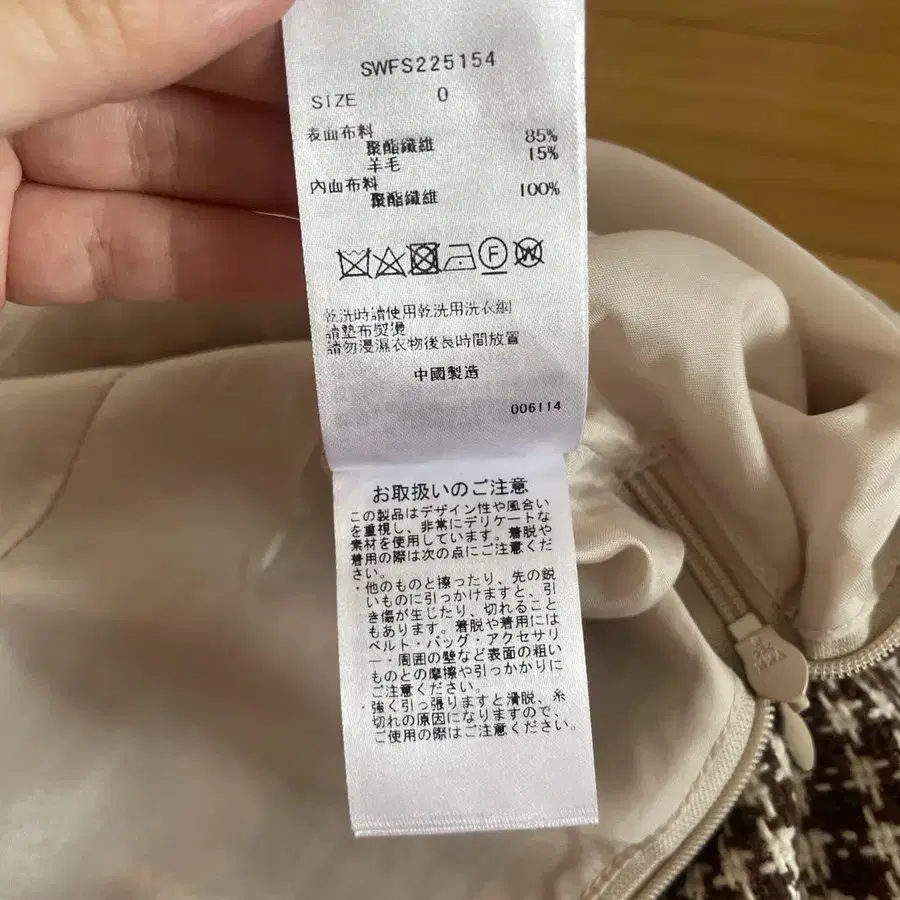 SWFS225154
SIZE 0
表面布料
聚酯纖維 85%
羊毛 15%
內面布料
聚酯纖維 100%
F
W
乾洗時請使用乾洗用洗衣網
請墊布熨燙
請勿浸濕衣物後長時間放置
中國製造
006114
お取扱いのご注意
この製品はデザイン性や風合い
を重視し、非常にデリケートな
素材を使用しています。着脱や
着用の際は次の点にご注意くだ
さい。
・他のものと擦ったり、先の鋭
いものに引っかけますと、引
き傷が生じたり、切れること
もあります。着脱や着用には
ベルト・バッグ・アクセサリ
ー・周囲の壁など表面の粗い
ものとの摩擦や引っかかりに
ご注意ください。
・強く引っ張りますと滑脱、糸
切れの原因になりますので、
ご使用の際はご注意ください。